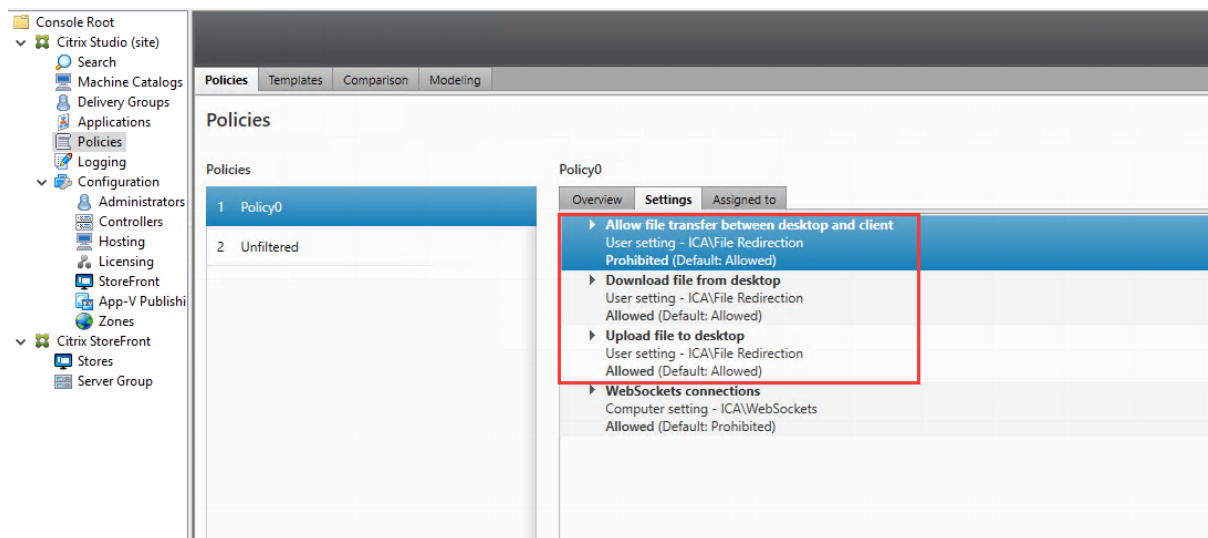 Console Root
Citrix Studio (site)
Search
Machine Catalogs
Delivery Groups
Applications
Policies
Logging
Configuration
Administrators
Controllers
Hosting
Licensing
StoreFront
App-V Publishi
Zones
Citrix StoreFront
Stores
Server Group
Policies Templates Comparison Modeling
Policies
Policies
1 Policy0
2 Unfiltered
Policy0
Overview Settings Assigned to
Allow file transfer between desktop and client
User setting - ICA\File Redirection
Prohibited (Default: Allowed)
Download file from desktop
User setting - ICA\File Redirection
Allowed (Default: Allowed)
Upload file to desktop
User setting - ICA\File Redirection
Allowed (Default: Allowed)
WebSockets connections
Computer setting - ICA\WebSockets
Allowed (Default: Prohibited)